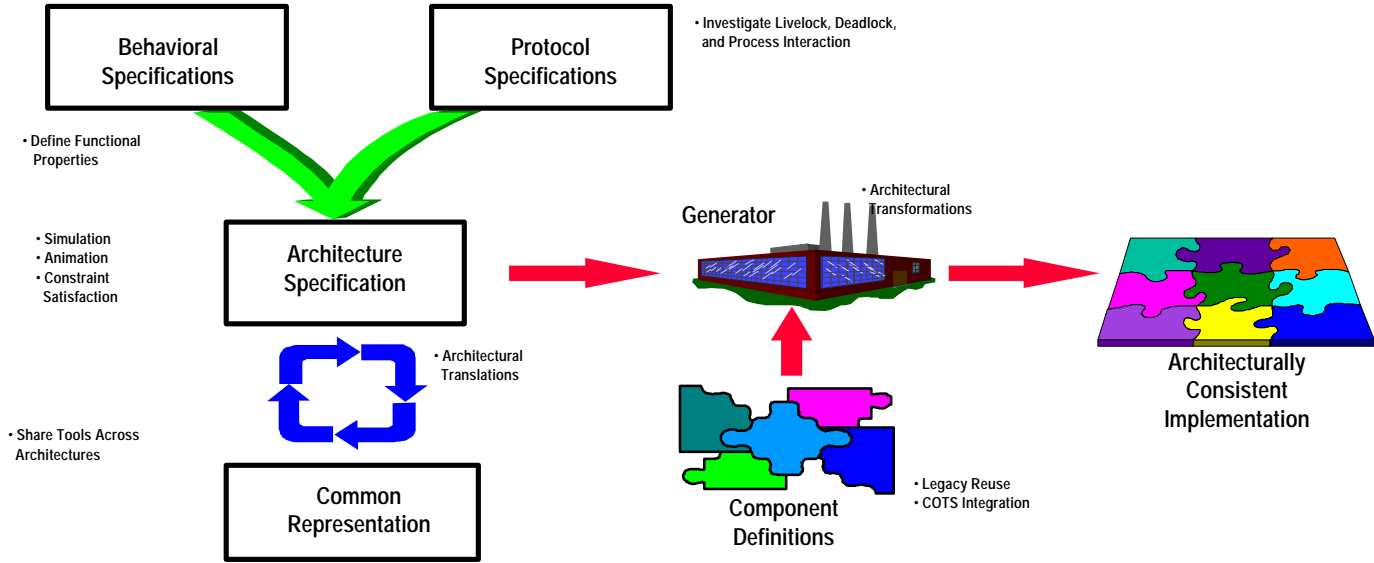 Behavioral
Specifications
Protocol
Specifications
• Investigate Livelock, Deadlock,
and Process Interaction
• Define Functional
Properties
• Simulation
• Animation
• Constraint
Satisfaction
Architecture
Specification
Generator
• Architectural
Transformations
• Architectural
Translations
Architecturally
Consistent
Implementation
• Share Tools Across
Architectures
Common
Representation
Component
Definitions
• Legacy Reuse
• COTS Integration